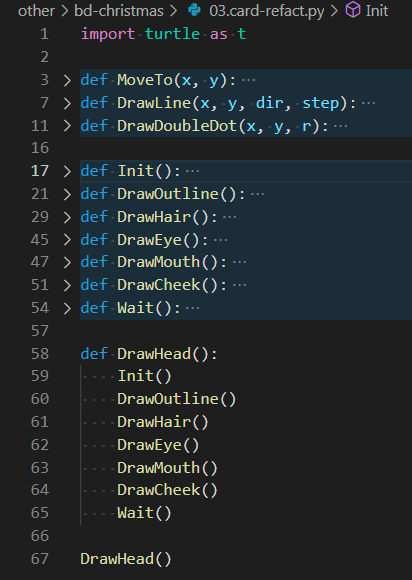 other > bd-christmas > 03.card-refact.py > Init
1 import turtle as t
2
3 > def MoveTo(x, y): ···
7 > def DrawLine(x, y, dir, step): ···
11 > def DrawDoubleDot(x, y, r): ···
16
17 > def Init(): ···
21 > def DrawOutline(): ···
29 > def DrawHair(): ···
45 > def DrawEye(): ···
47 > def DrawMouth(): ···
51 > def DrawCheek(): ···
54 > def Wait(): ···
57
58 def DrawHead():
59 Init()
60 DrawOutline()
61 DrawHair()
62 DrawEye()
63 DrawMouth()
64 DrawCheek()
65 Wait()
66
67 DrawHead()